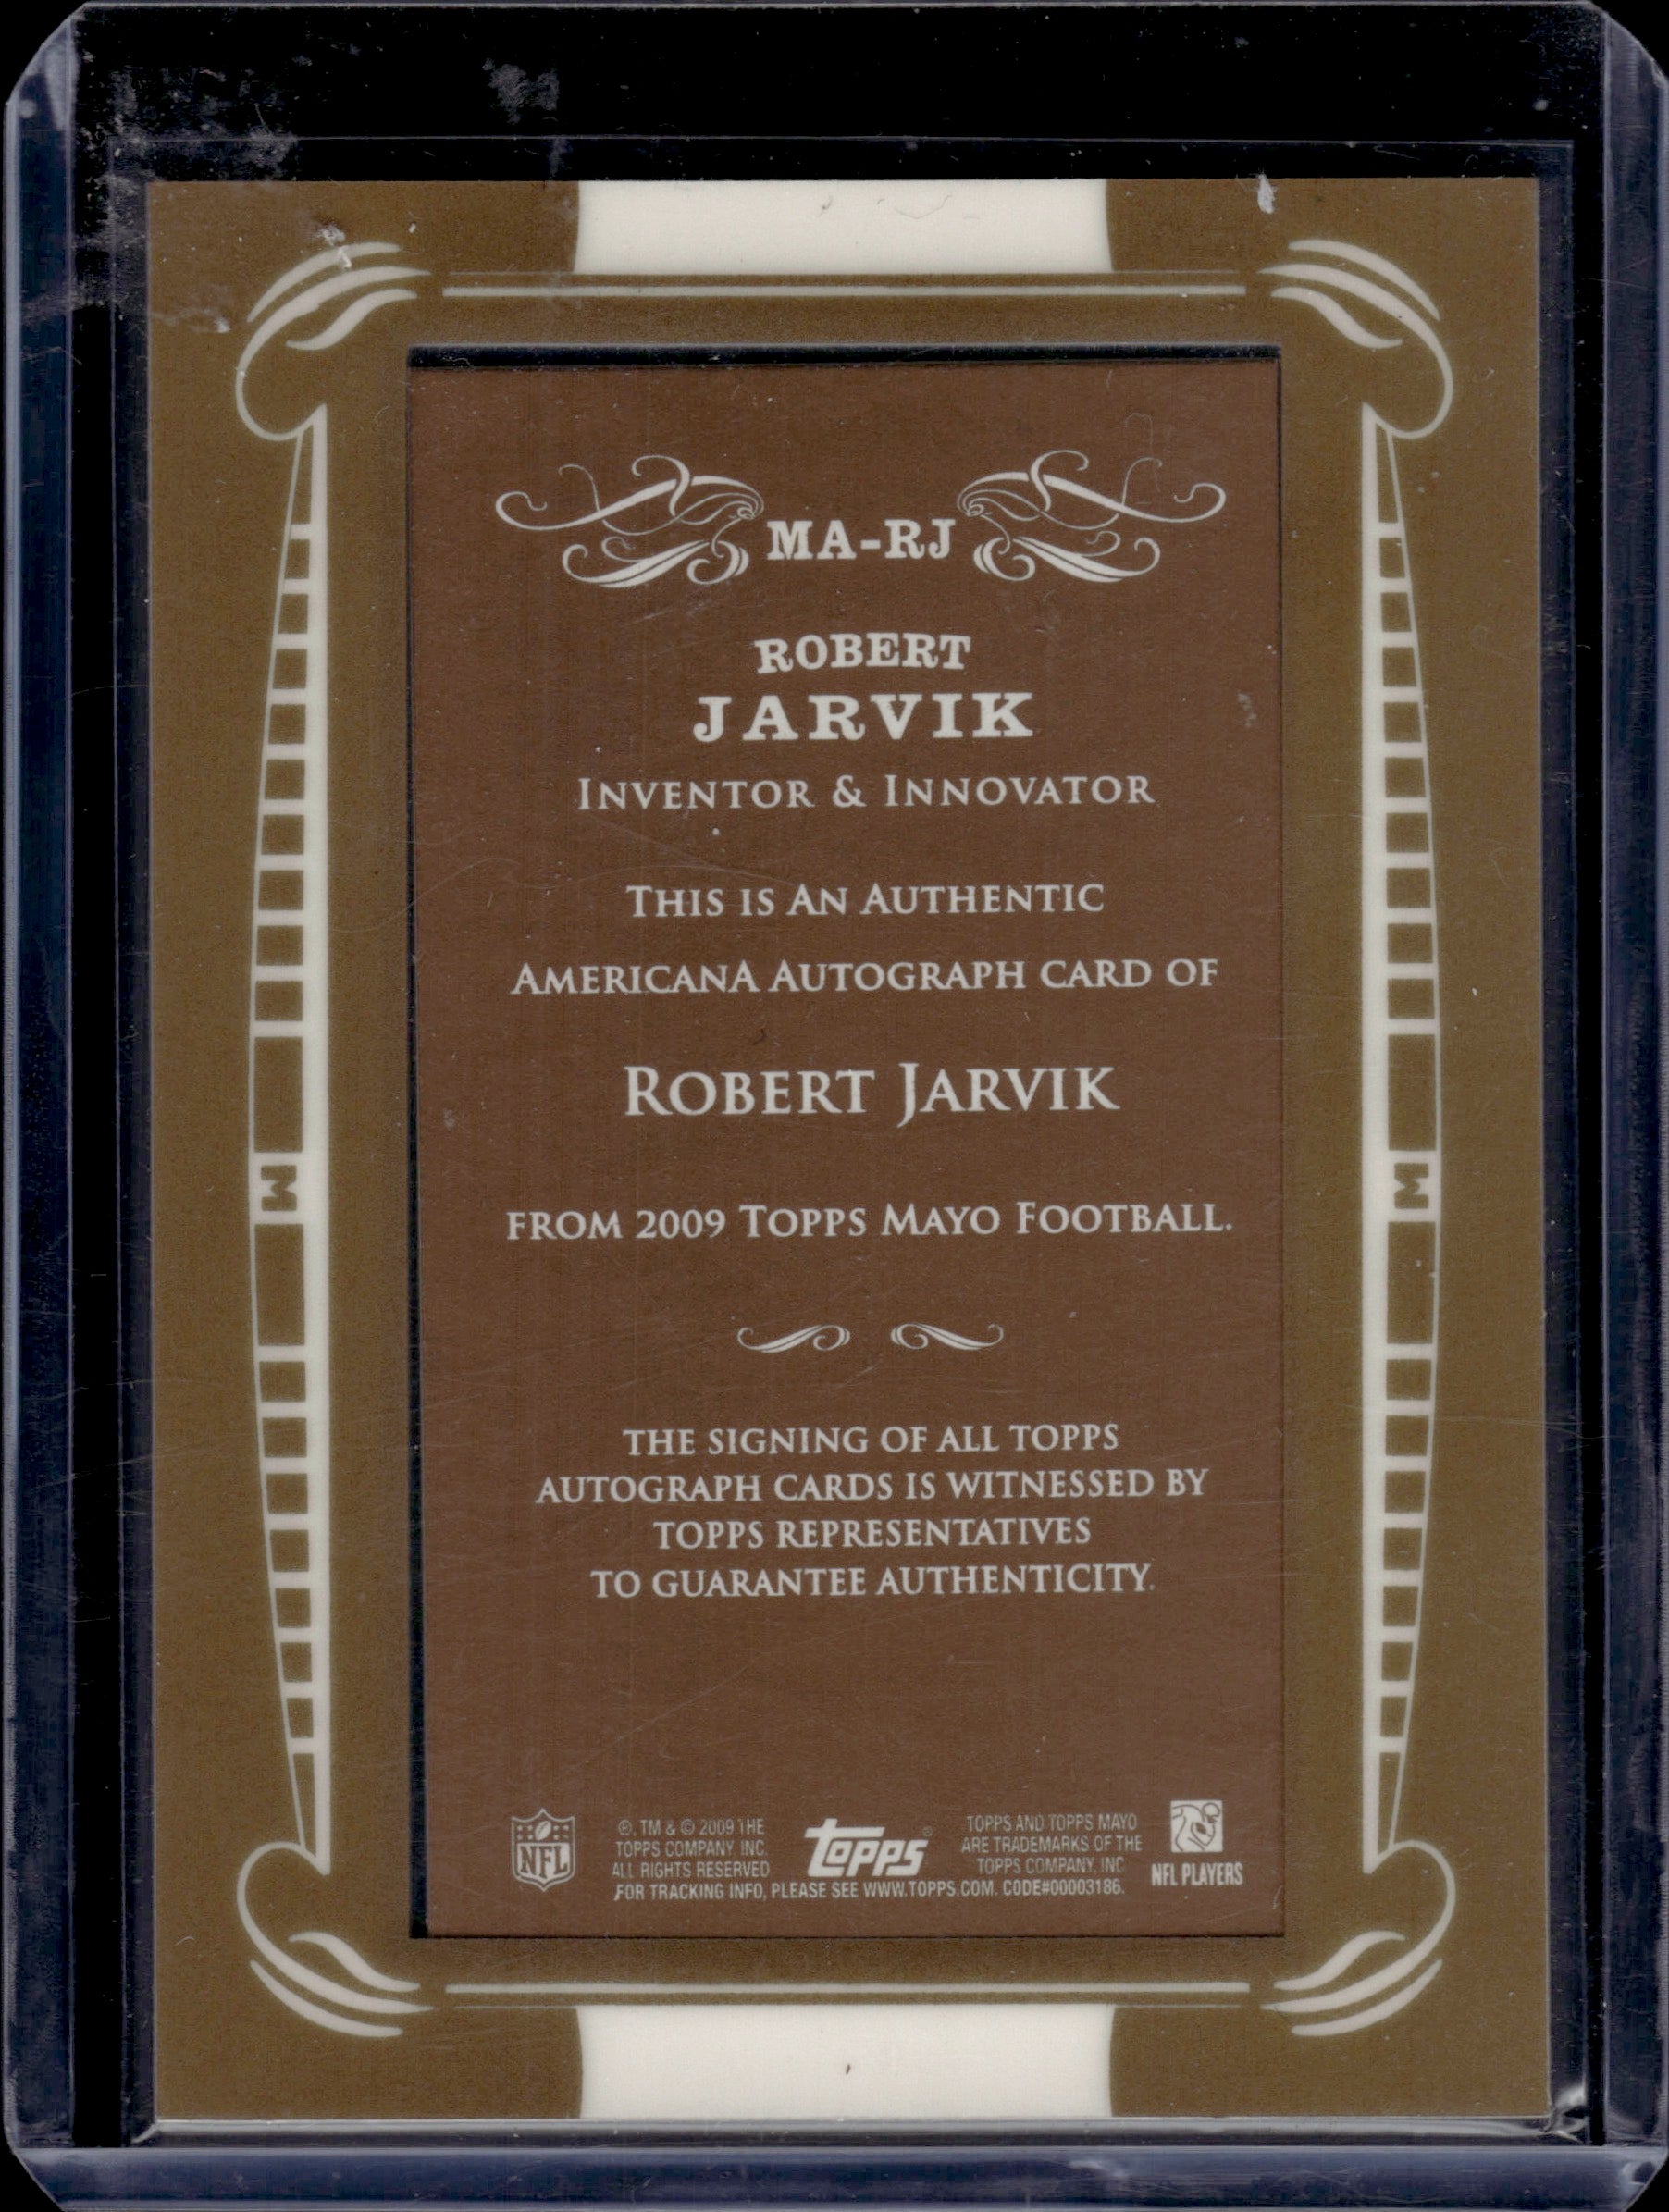 MA-RJ
ROBERT
JARVIK
INVENTOR & INNOVATOR
THIS IS AN AUTHENTIC
AMERICANA AUTOGRAPH CARD OF
ROBERT JARVIK
FROM 2009 TOPPS MAYO FOOTBALL.
M
M
THE SIGNING OF ALL TOPPS
AUTOGRAPH CARDS IS WITNESSED BY
TOPPS REPRESENTATIVES
TO GUARANTEE AUTHENTICITY.
NFL
®, TM & © 2009 THE
TOPPS COMPANY, INC.
ALL RIGHTS RESERVED
topps®
TOPPS AND TOPPS MAYO
ARE TRADEMARKS OF THE
TOPPS COMPANY, INC
NFL PLAYERS
FOR TRACKING INFO, PLEASE SEE WWW.TOPPS.COM. CODE#00003186.